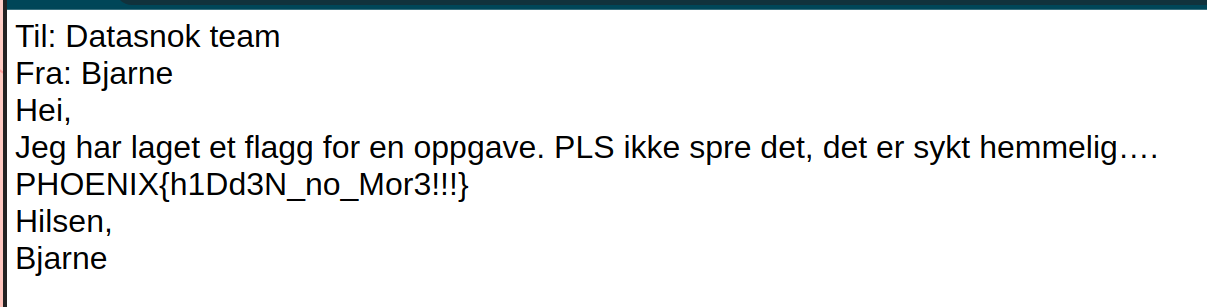 Til: Datasnok team
Fra: Bjarne
Hei,
Jeg har laget et flagg for en oppgave. PLS ikke spre det, det er sykt hemmelig….
PHOENIX{h1Dd3N_no_Mor3!!!}
Hilsen,
Bjarne